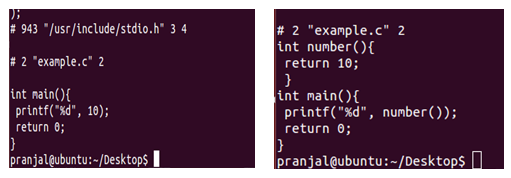 );
# 943 "/usr/include/stdio.h" 3 4
# 2 "example.c" 2
int main(){
printf("%d", 10);
return 0;
}
pranjal@ubuntu:~/Desktop$
# 2 "example.c" 2
int number(){
return 10;
}
int main(){
printf("%d", number());
return 0;
}
pranjal@ubuntu:~/Desktop$